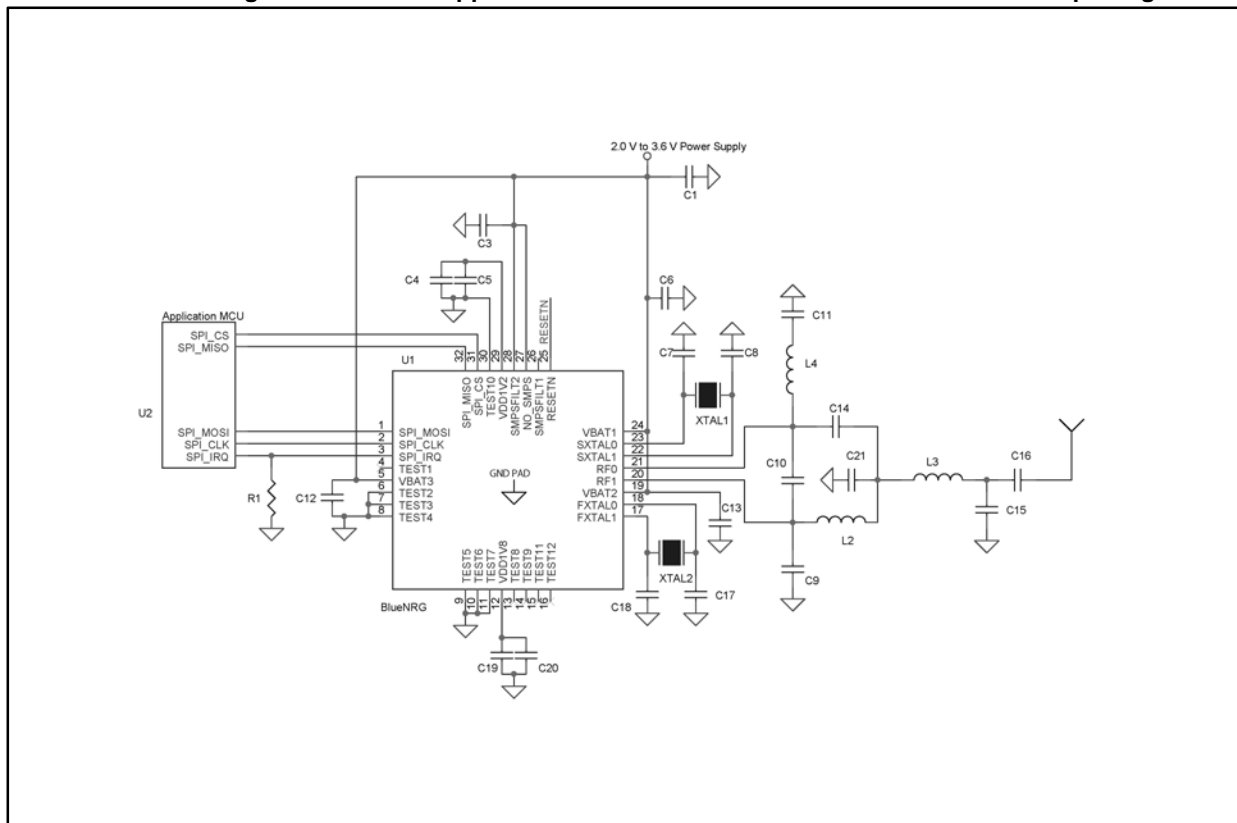 2.0 V to 3.6 V Power Supply
C1
C3
C4
C5
RESETN
C6
C11
Application MCU
SPI_CS
SPI_MISO
U2
SPI_MOSI
SPI_CLK
SPI_IRQ
R1
C12
U1
32
31
30
29
28
27
26
25
SPI_MISO
SPI_CS
TEST10
VDD1V2
SMPSFILT2
NO_SMPS
SMPSFILT1
RESETN
1
2
3
4
5
6
7
8
SPI_MOSI
SPI_CLK
SPI_IRQ
TEST1
VBAT3
TEST2
TEST3
TEST4
GND PAD
VBAT1
SXTAL0
SXTAL1
RF0
RF1
VBAT2
FXTAL0
FXTAL1
24
23
22
21
20
19
18
17
TEST5
TEST6
TEST7
VDD1V8
TEST8
TEST9
TEST11
TEST12
9
10
11
12
13
14
15
16
BlueNRG
C7
C8
XTAL1
L4
C14
C10
C21
L3
C16
C15
C13
L2
C9
XTAL2
C18
C17
C19
C20